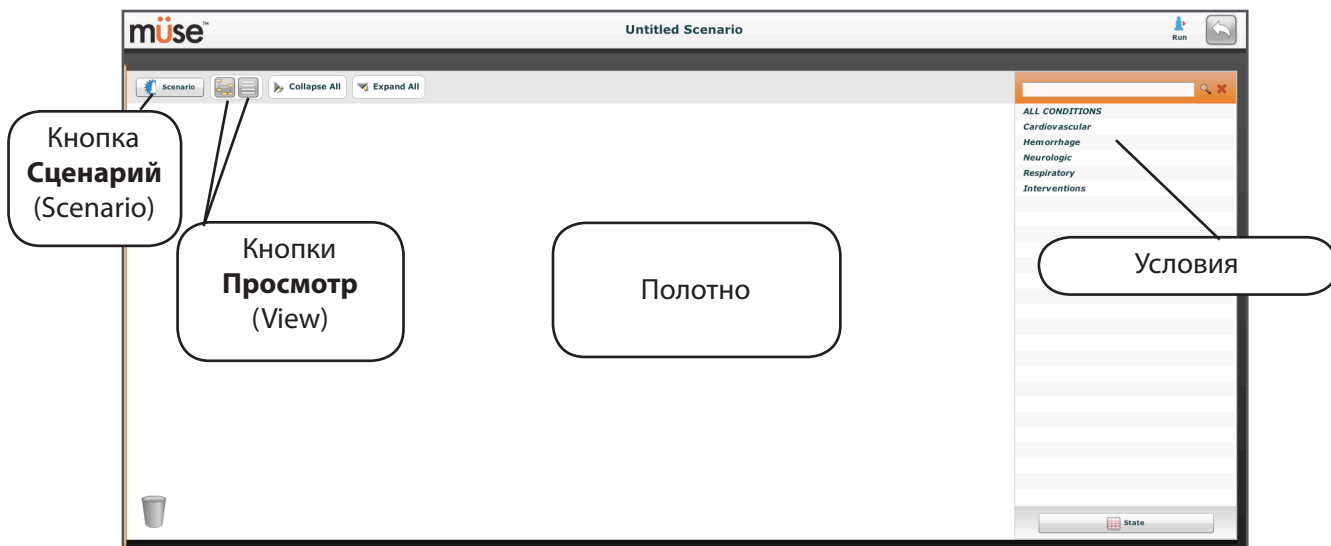 müse™
Untitled Scenario
Run
Scenario
Collapse All
Expand All
ALL CONDITIONS
Cardiovascular
Hemorrhage
Neurologic
Respiratory
Interventions
Кнопка
Сценарий
(Scenario)
Кнопки
Просмотр
(View)
Полотно
Условия
State